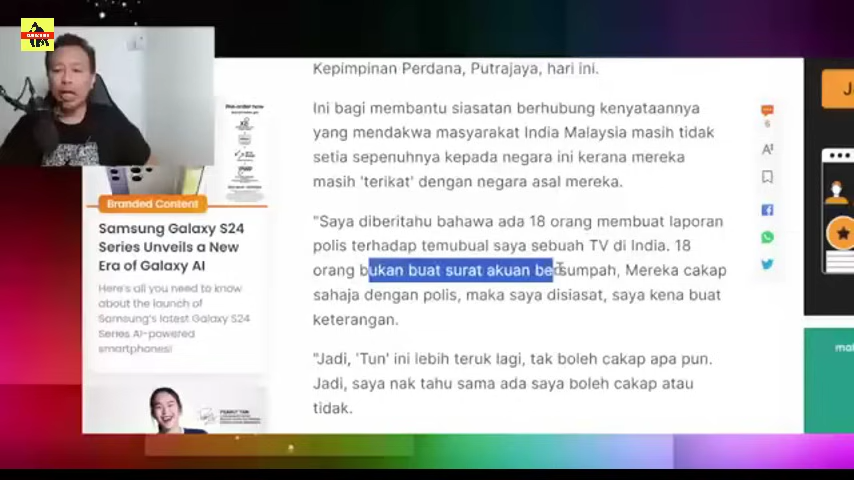 Kepimpinan Perdana, Putrajaya, hari ini.
Ini bagi membantu siasatan berhubung kenyataannya
yang mendakwa masyarakat India Malaysia masih tidak
setia sepenuhnya kepada negara ini kerana mereka
masih 'terikat' dengan negara asal mereka.
"Saya diberitahu bahawa ada 18 orang membuat laporan
polis terhadap temubual saya sebuah TV di India. 18
orang bukan buat surat akuan bersumpah, Mereka cakap
sahaja dengan polis, maka saya disiasat, saya kena buat
keterangan.
"Jadi, 'Tun' ini lebih teruk lagi, tak boleh cakap apa pun.
Jadi, saya nak tahu sama ada saya boleh cakap atau
tidak.
Branded Content
Samsung Galaxy S24
Series Unveils a New
Era of Galaxy AI
Here's all you need to know
about the launch of
Samsung's latest Galaxy S24
Series AI-powered
smartphones!
6
A
J
mal